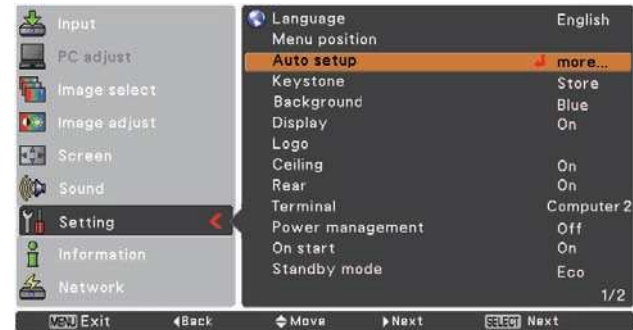 Input
PC adjust
Image select
Image adjust
Screen
Sound
Setting
Information
Network
Language English
Menu position
Auto setup more...
Keystone Store
Background Blue
Display On
Logo
Ceiling On
Rear On
Terminal Computer 2
Power management Off
On start On
Standby mode Eco
1/2
MENU Exit Back Move Next SELECT Next